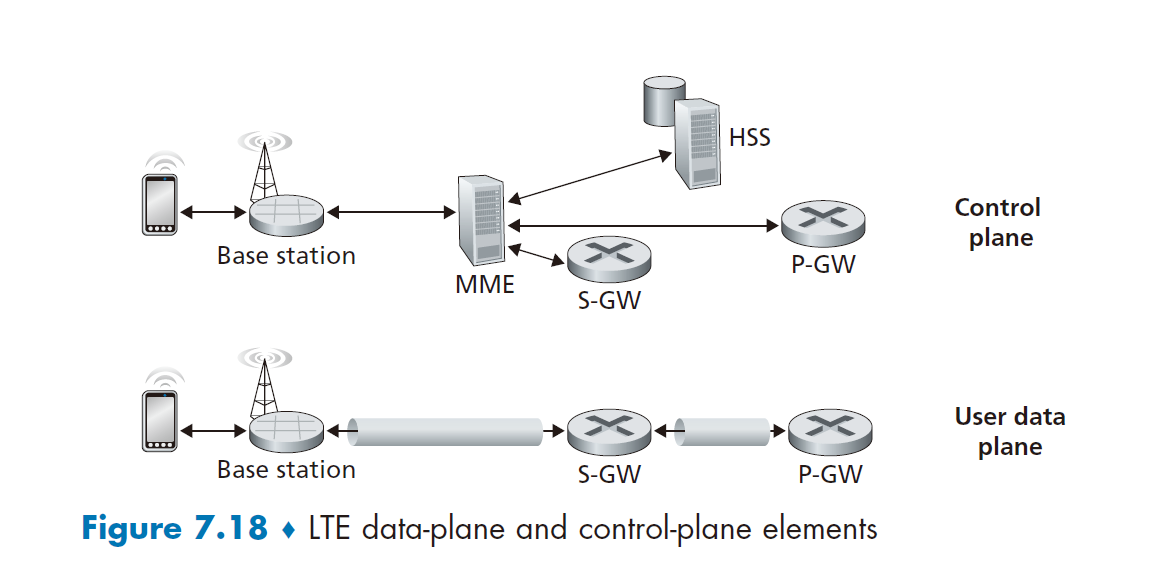 HSS
Control
plane
Base station
P-GW
MME
S-GW
User data
plane
Base station
S-GW
P-GW
Figure 7.18 ♦ LTE data-plane and control-plane elements